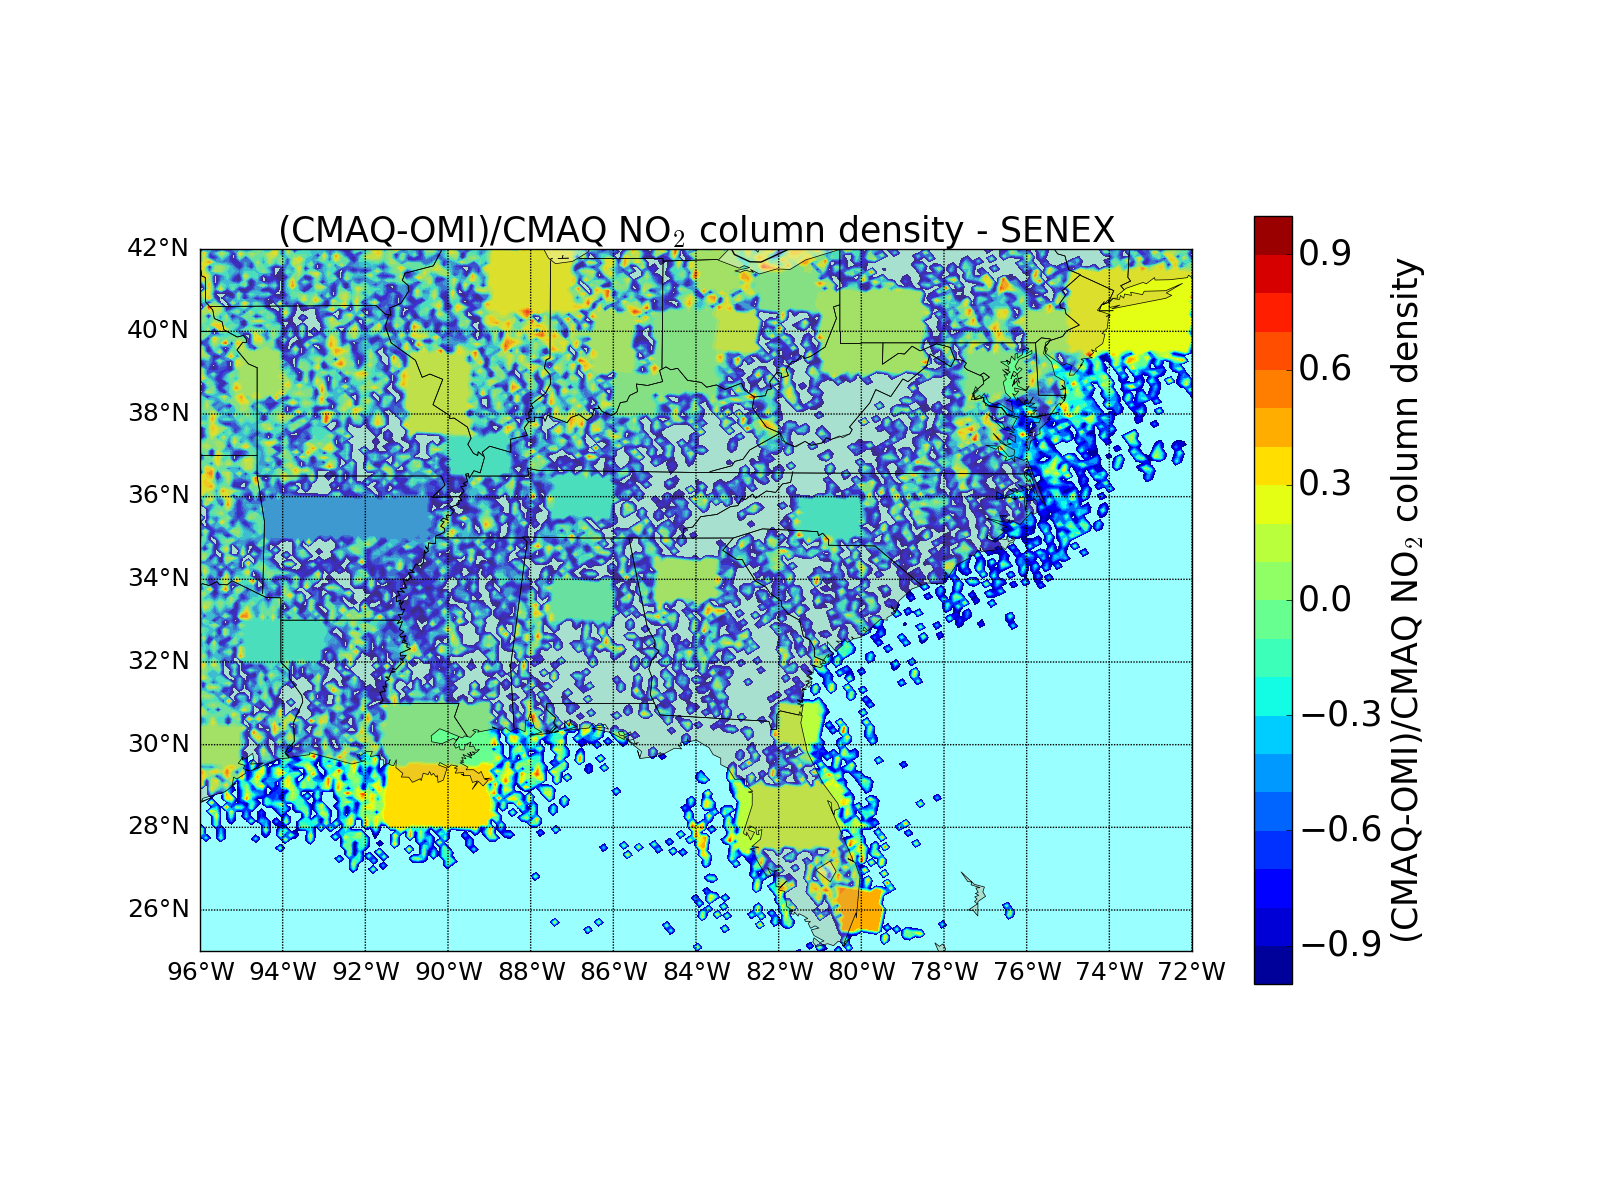 (CMAQ-OMI)/CMAQ NO₂ column density - SENEX
42°N
40°N
38°N
36°N
34°N
32°N
30°N
28°N
26°N
96°W 94°W 92°W 90°W 88°W 86°W 84°W 82°W 80°W 78°W 76°W 74°W 72°W
0.9
0.6
0.3
0.0
−0.3
−0.6
−0.9
(CMAQ-OMI)/CMAQ NO₂ column density